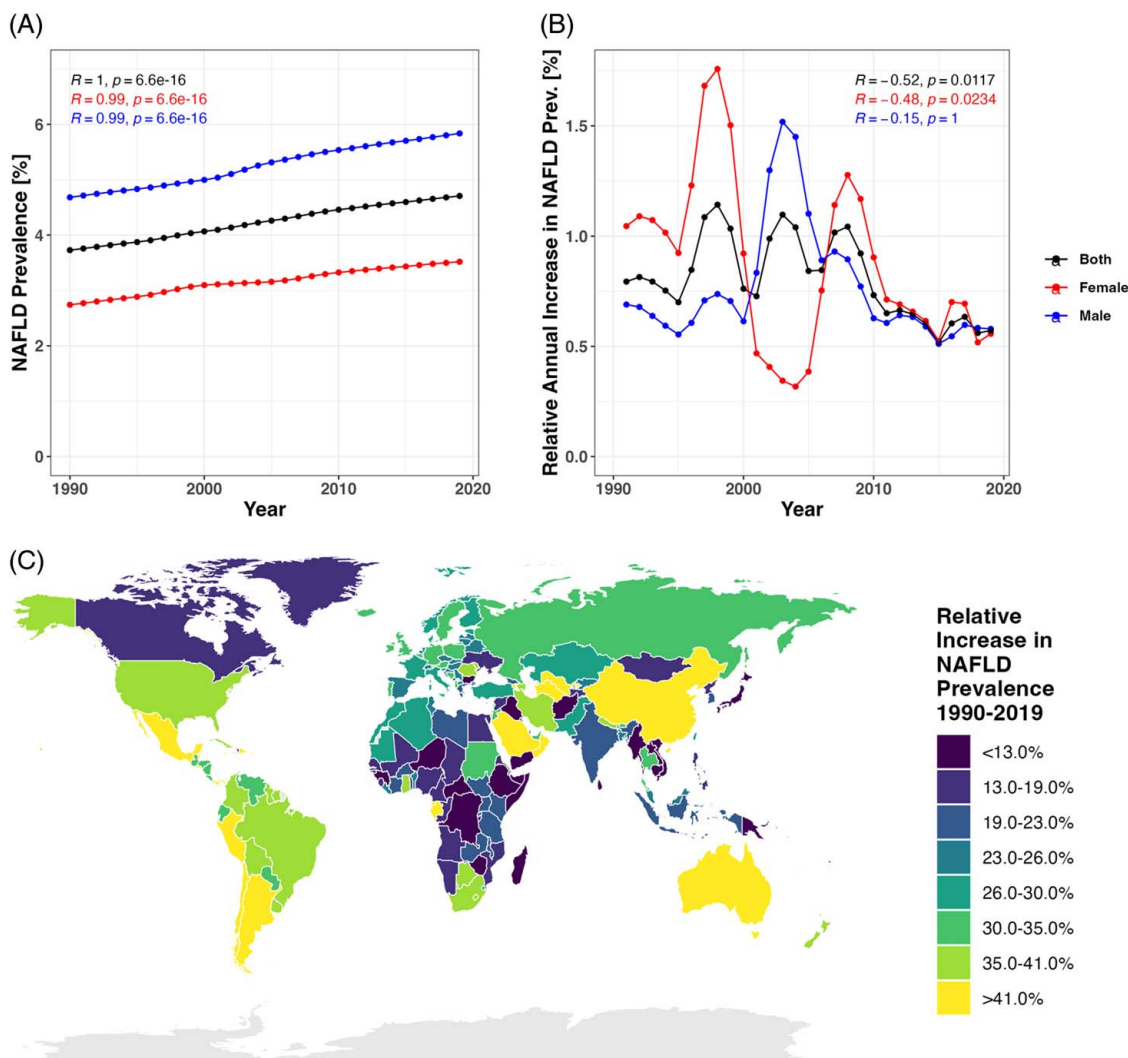 (A)
R = 1, p = 6.6e-16
R = 0.99, p = 6.6e-16
R = 0.99, p = 6.6e-16
NAFLD Prevalence [%]
6
4
2
0
1990
2000
2010
2020
Year
(B)
R = −0.52, p = 0.0117
R = −0.48, p = 0.0234
R = −0.15, p = 1
Relative Annual Increase in NAFLD Prev. [%]
1.5
1.0
0.5
0.0
1990
2000
2010
2020
Year
a Both
a Female
a Male
(C)
Relative
Increase in
NAFLD
Prevalence
1990-2019
<13.0%
13.0-19.0%
19.0-23.0%
23.0-26.0%
26.0-30.0%
30.0-35.0%
35.0-41.0%
>41.0%